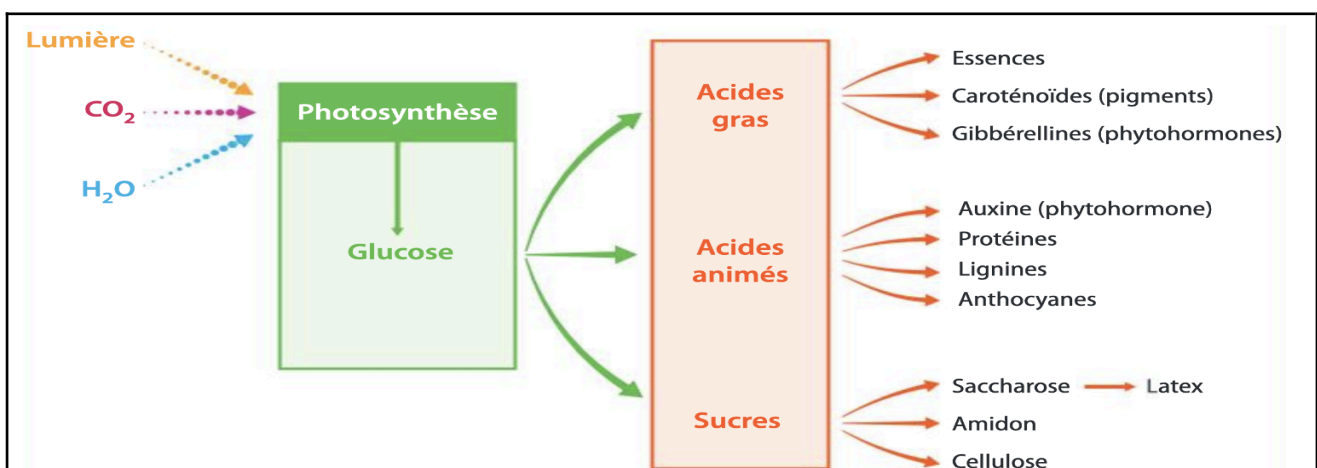 Lumière
CO₂
H₂O
Photosynthèse
Glucose
Acides
gras
Acides
animés
Sucres
Essences
Caroténoïdes (pigments)
Gibbérellines (phytohormones)
Auxine (phytohormone)
Protéines
Lignines
Anthocyanes
Saccharose
Latex
Amidon
Cellulose